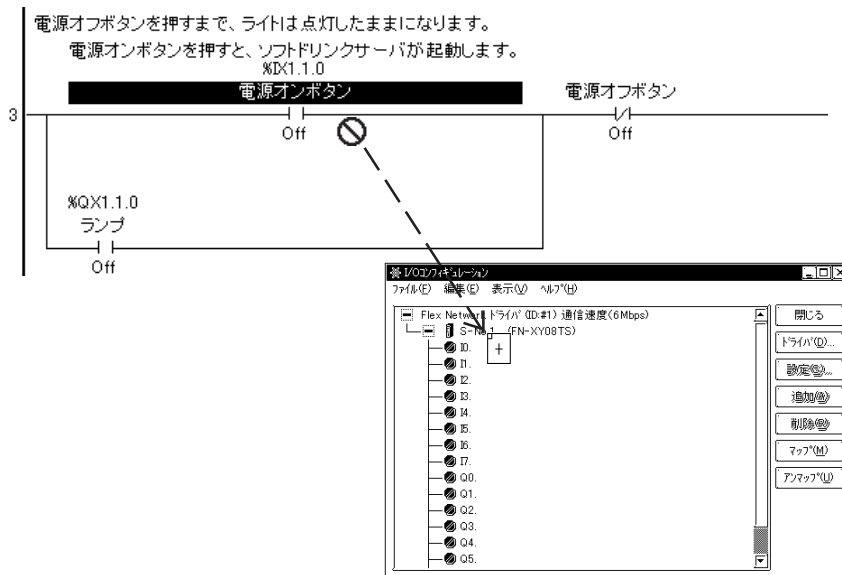 電源オフボタンを押すまで、ライトは点灯したままになります。
電源オンボタンを押すと、ソフトドリンクサーバが起動します。
%IX1.1.0
電源オンボタン
電源オフボタン
3
Off
Off
%QX1.1.0
ランプ
Off
I/Oコンフィギュレーション
ファイル(F) 編集(E) 表示(V) ヘルプ(H)
Flex Network ドライバ (ID:#1) 通信速度(6Mbps)
閉じる
S-No.1 (FN-XY08TS)
ドライバ(D)...
I0.
I1.
設定(S)...
I2.
I3.
追加(A)
I4.
I5.
削除(R)
I6.
I7.
マップ(M)
Q0.
Q1.
アンマップ(U)
Q2.
Q3.
Q4.
Q5.